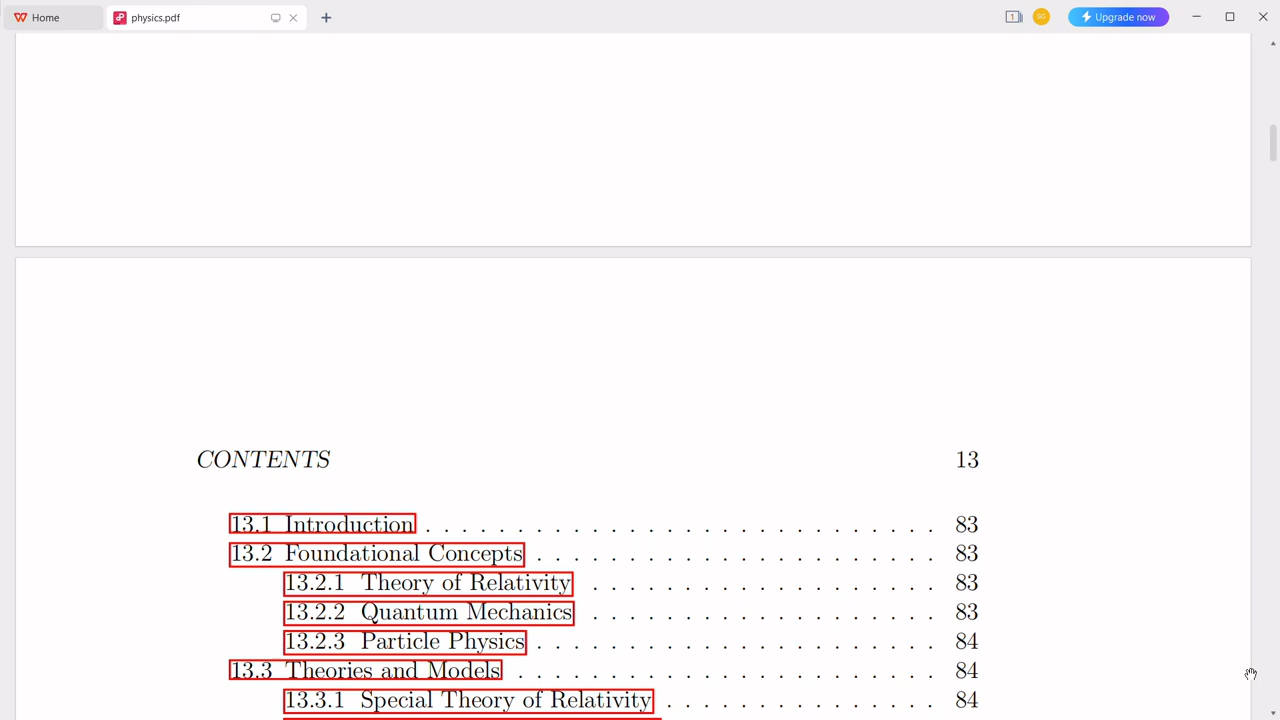 Home
physics.pdf
1
SG
Upgrade now
CONTENTS 13
13.1 Introduction . . . . . . . . . . . . . . . . . . . . . . . . . . . . 83
13.2 Foundational Concepts . . . . . . . . . . . . . . . . . . . . . . 83
13.2.1 Theory of Relativity . . . . . . . . . . . . . . . . . . . 83
13.2.2 Quantum Mechanics . . . . . . . . . . . . . . . . . . . 83
13.2.3 Particle Physics . . . . . . . . . . . . . . . . . . . . . . 84
13.3 Theories and Models . . . . . . . . . . . . . . . . . . . . . . . 84
13.3.1 Special Theory of Relativity . . . . . . . . . . . . . . . 84